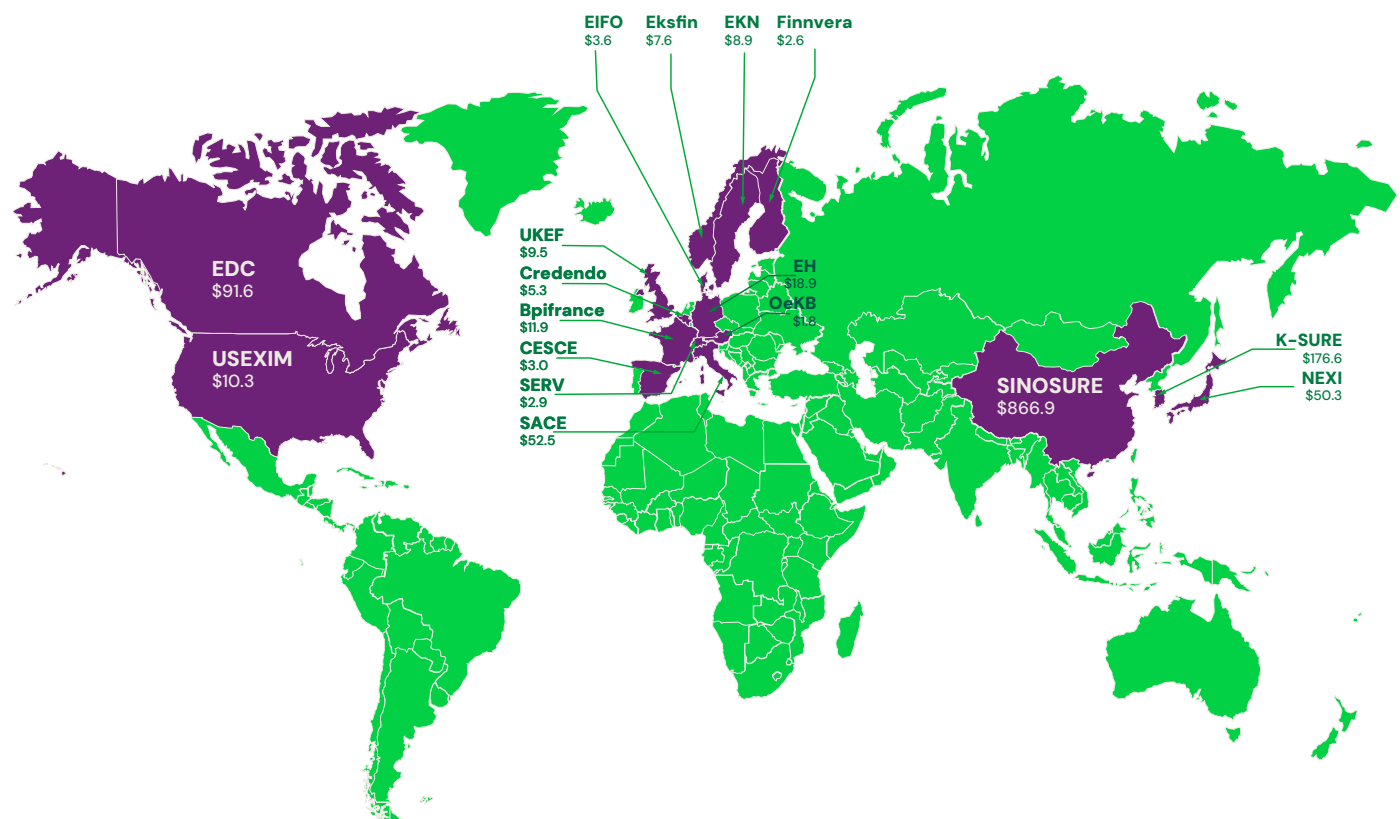 EIFO
$3.6
Eksfin
$7.6
EKN
$8.9
Finnvera
$2.6
UKEF
$9.5
Credendo
$5.3
Bpifrance
$11.9
CESCE
$3.0
SERV
$2.9
SACE
$52.5
EH
$18.9
OeKB
$1.8
EDC
$91.6
USEXIM
$10.3
SINOSURE
$866.9
K-SURE
$176.6
NEXI
$50.3